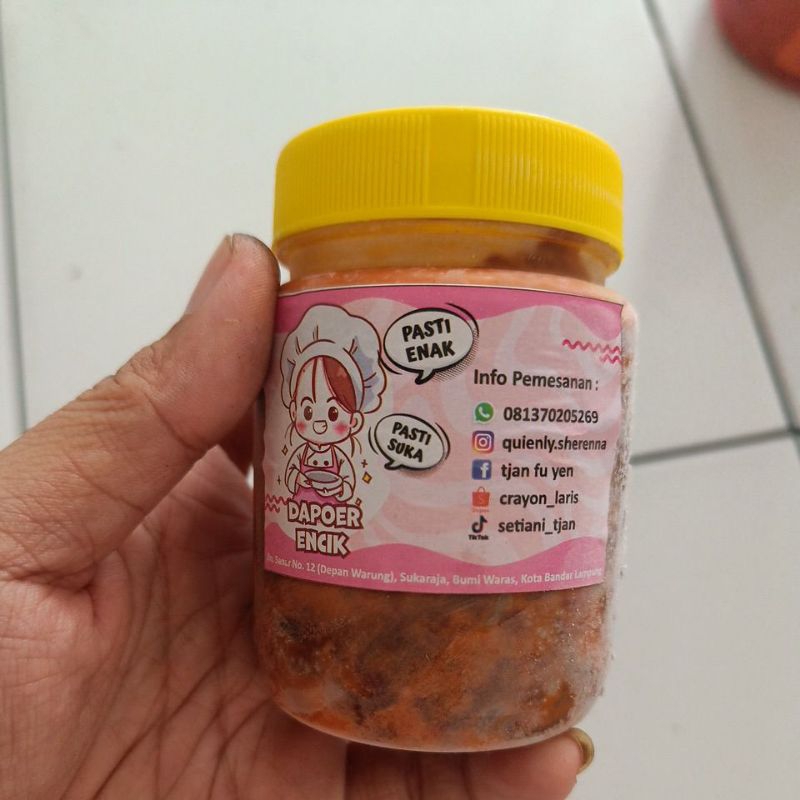 PASTI
ENAK
PASTI
SUKA
DAPOER
ENCIK
Info Pemesanan :
081370205269
quienly.sherenna
tjan fu yen
crayon_laris
TikTok
setiani_tjan
No. 12 (Depan Warung), Sukaraja, Bumi Waras, Kota Bandar Lampung